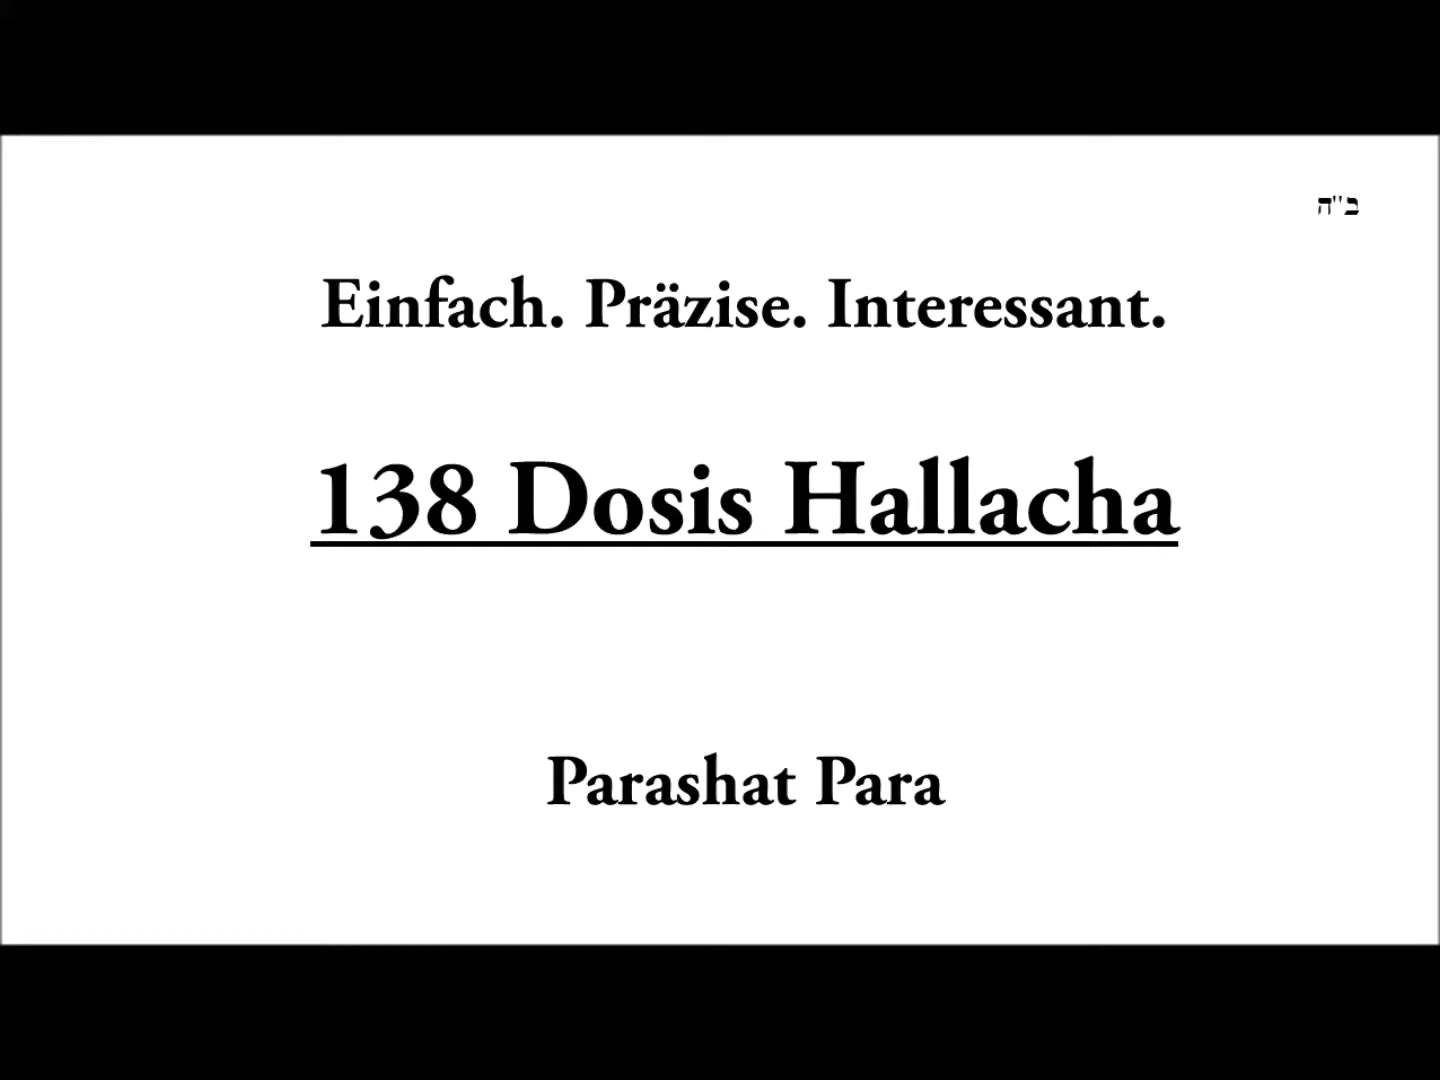 ב"ה
Einfach. Präzise. Interessant.
138 Dosis Hallacha
Parashat Para